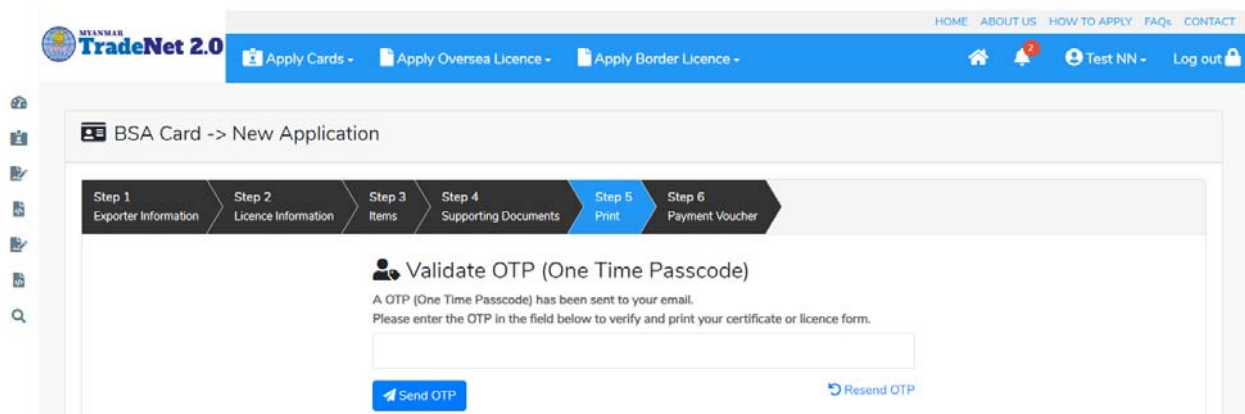 HOME ABOUT US HOW TO APPLY FAQs CONTACT
MYANMAR
TradeNet 2.0
Apply Cards
Apply Oversea Licence
Apply Border Licence
2
Test NN
Log out
BSA Card -> New Application
Step 1
Exporter Information
Step 2
Licence Information
Step 3
Items
Step 4
Supporting Documents
Step 5
Print
Step 6
Payment Voucher
Validate OTP (One Time Passcode)
A OTP (One Time Passcode) has been sent to your email.
Please enter the OTP in the field below to verify and print your certificate or licence form.
Send OTP
Resend OTP